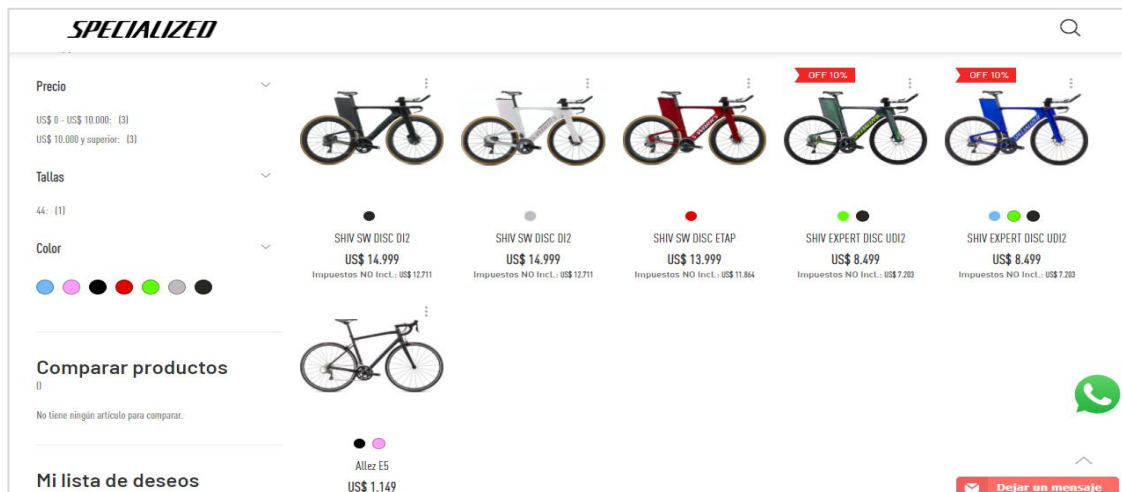 SPECIALIZED
Precio
US$ 0 - US$ 10.000: (3)
US$ 10.000 y superior: (3)
Tallas
44: (1)
Color
Comparar productos
()
No tiene ningún artículo para comparar.
Mi lista de deseos
SHIV SW DISC DI2
US$ 14.999
Impuestos NO Incl.: US$ 12.711
SHIV SW DISC DI2
US$ 14.999
Impuestos NO Incl.: US$ 12.711
SHIV SW DISC ETAP
US$ 13.999
Impuestos NO Incl.: US$ 11.864
OFF 10%
SHIV EXPERT DISC UDI2
US$ 8.499
Impuestos NO Incl.: US$ 7.203
OFF 10%
SHIV EXPERT DISC UDI2
US$ 8.499
Impuestos NO Incl.: US$ 7.203
Allez E5
US$ 1.149
Dejar un mensaje